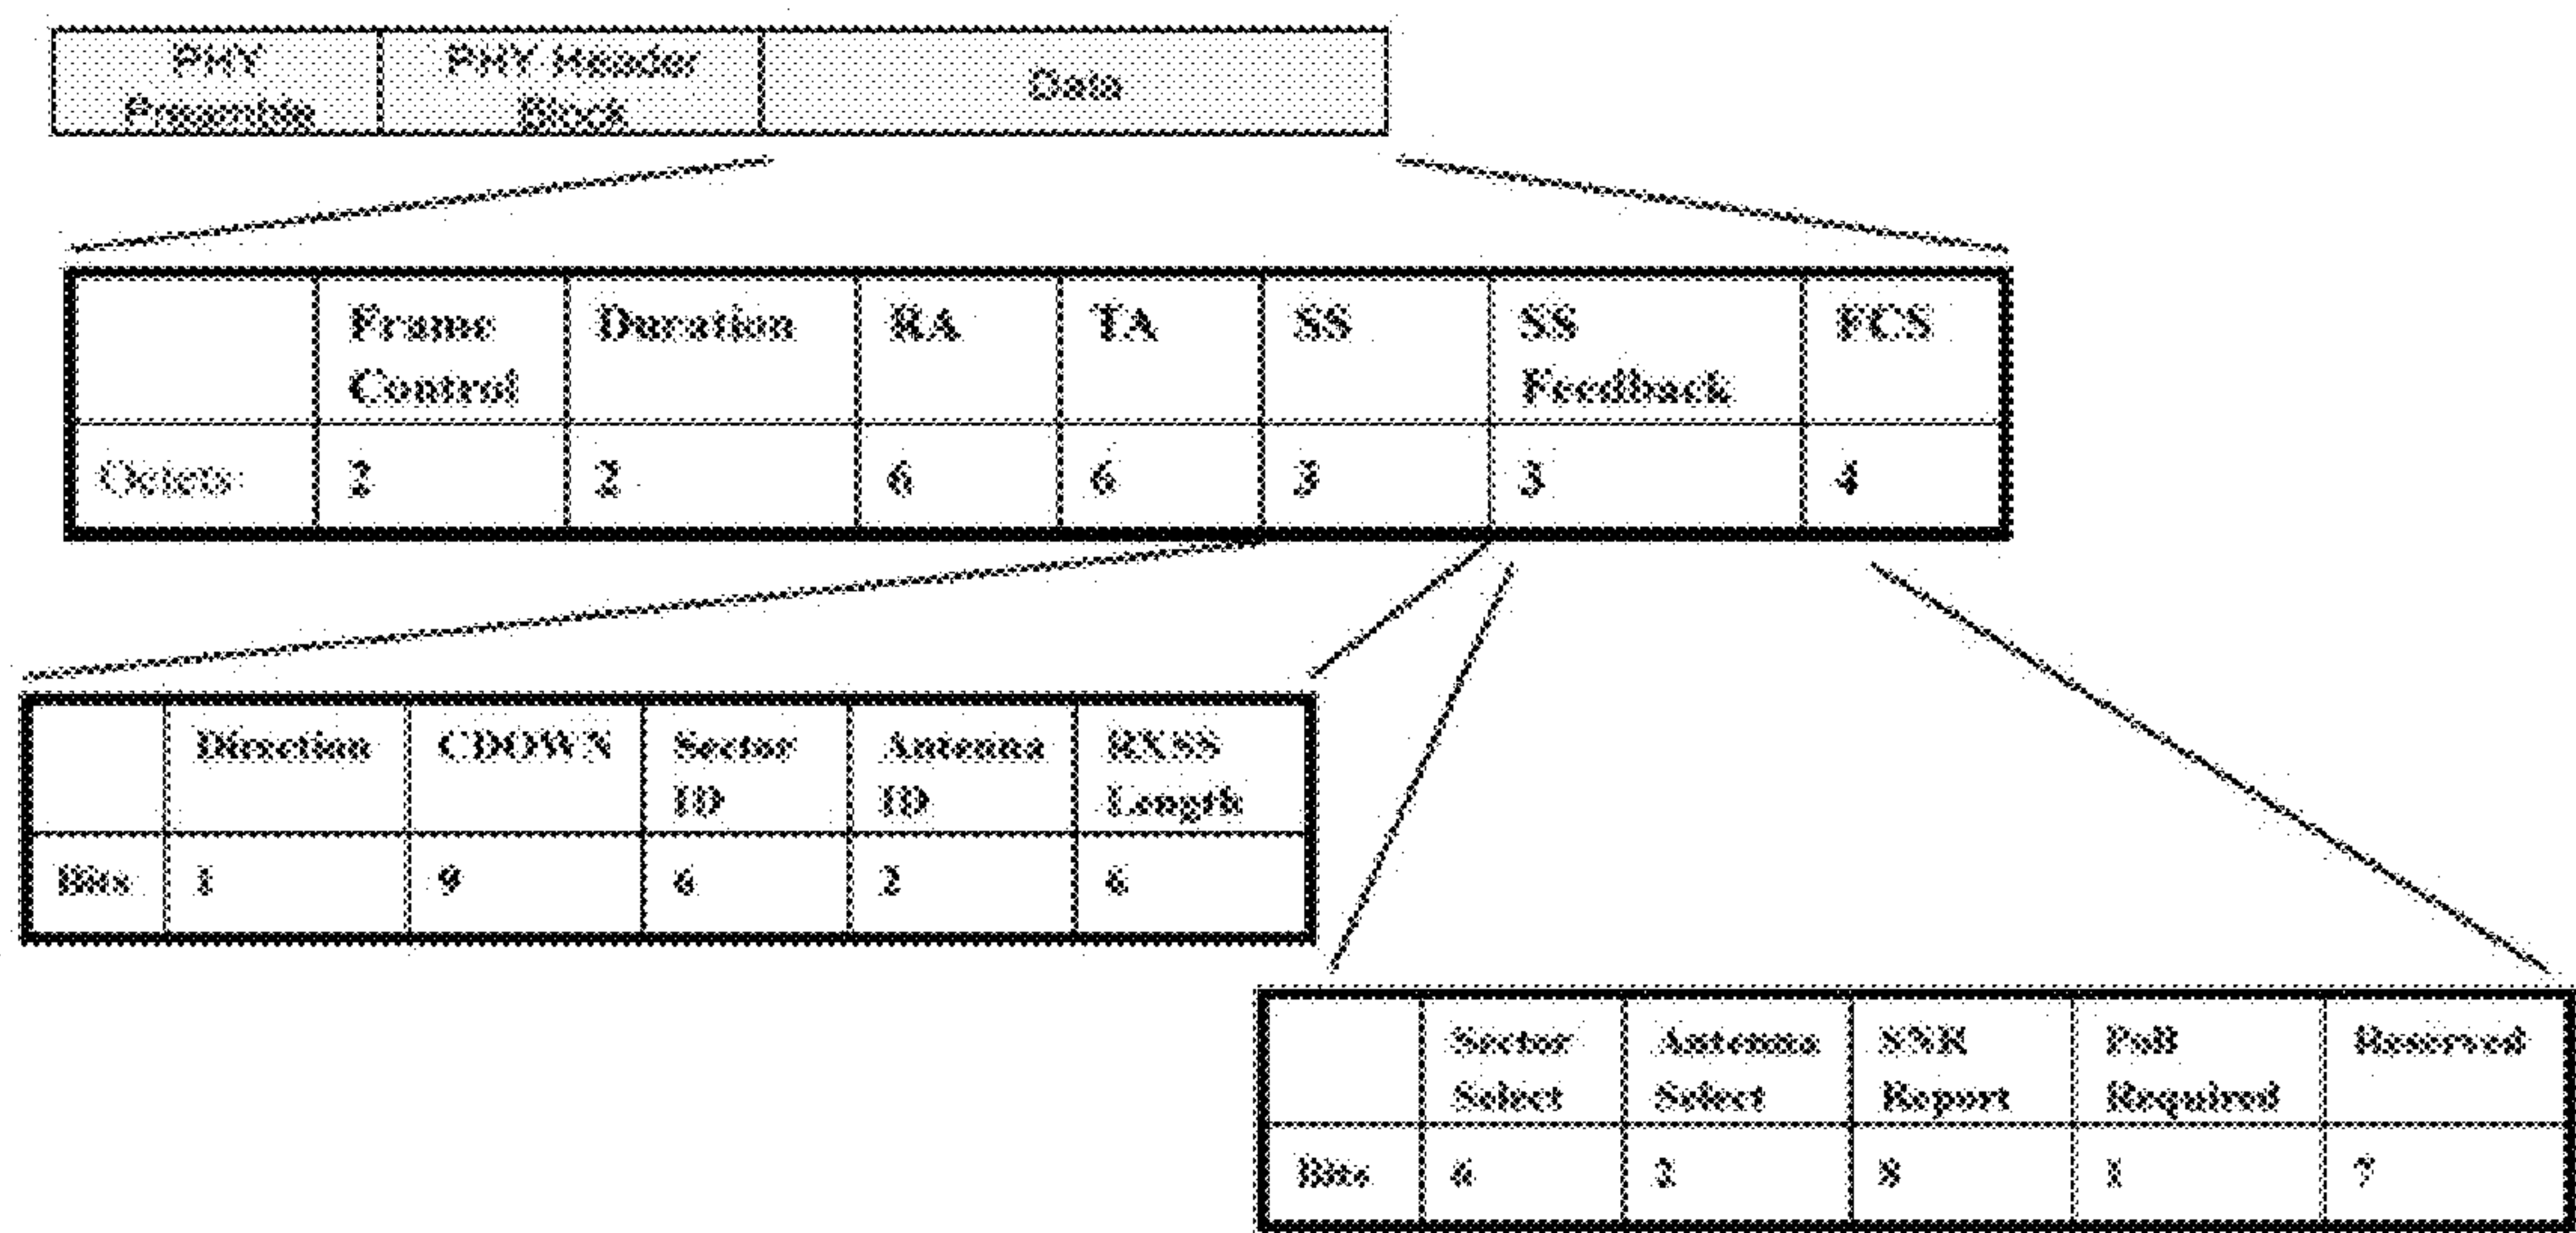 PHY Preamble PHY Header Block Data
Frame Control Duration RA TA SS SS Feedback FCS
Octets: 2 2 6 6 3 3 4
Direction CDOWN Sector ID Antenna ID RXSS Length
Bits 1 9 6 2 6
Sector Select Antenna Select SNR Report Poll Required Reserved
Bits 6 2 8 1 7